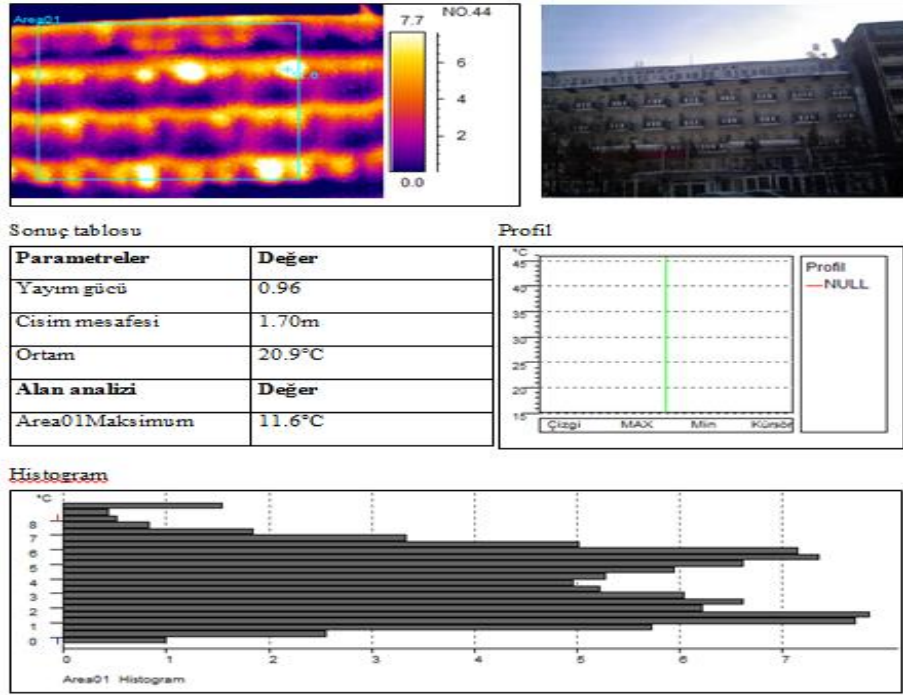 Area01
7.7
NO.44
6
4
2
0.0
Sonuç tablosu
Parametreler Değer
Yayım gücü 0.96
Cisim mesafesi 1.70m
Ortam 20.9°C
Alan analizi Değer
Area01Maksimum 11.6°C
Profil
°C
45
40
35
30
25
20
15
Çizgi MAX Min Kürsör
Profil
NULL
Histogram
°C
8
7
6
5
4
3
2
1
0
0 1 2 3 4 5 6 7
Area01 Histogram